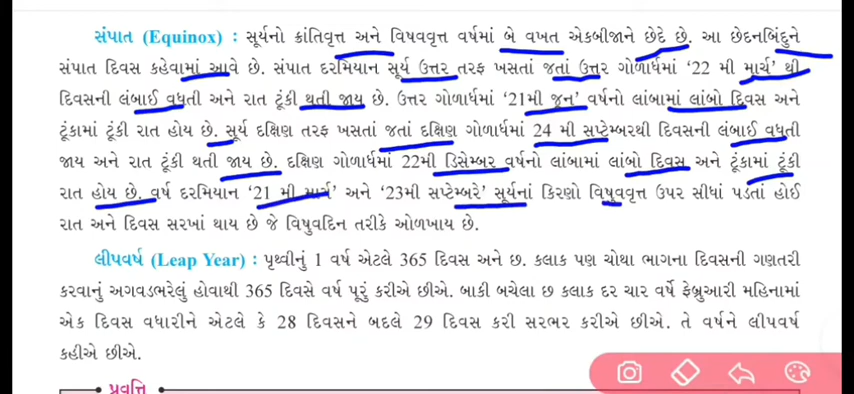 સંપાત (Equinox) : સૂર્યનો ક્રાંતિવૃત્ત અને વિષવવૃત્ત વર્ષમાં બે વખત એકબીજાને છેદે છે. આ છેદનબિંદુને
સંપાત દિવસ કહેવામાં આવે છે. સંપાત દરમિયાન સૂર્ય ઉત્તર તરફ ખસતાં જતાં ઉત્તર ગોળાર્ધમાં ‘22 મી માર્ચ’ થી
દિવસની લંબાઈ વધતી અને રાત ટૂંકી થતી જાય છે. ઉત્તર ગોળાર્ધમાં ‘21મી જૂન’ વર્ષનો લાંબામાં લાંબો દિવસ અને
ટૂંકામાં ટૂંકી રાત હોય છે. સૂર્ય દક્ષિણ તરફ ખસતાં જતાં દક્ષિણ ગોળાર્ધમાં 24 મી સપ્ટેમ્બરથી દિવસની લંબાઈ વધતી
જાય અને રાત ટૂંકી થતી જાય છે. દક્ષિણ ગોળાર્ધમાં 22મી ડિસેમ્બર વર્ષનો લાંબામાં લાંબો દિવસ અને ટૂંકામાં ટૂંકી
રાત હોય છે. વર્ષ દરમિયાન ‘21 મી માર્ચ’ અને ‘23મી સપ્ટેમ્બરે’ સૂર્યનાં કિરણો વિષુવવૃત્ત ઉપર સીધાં પડતાં હોઈ
રાત અને દિવસ સરખાં થાય છે જે વિષુવદિન તરીકે ઓળખાય છે.
લીપવર્ષ (Leap Year) : પૃથ્વીનું 1 વર્ષ એટલે 365 દિવસ અને છ. કલાક પણ ચોથા ભાગના દિવસની ગણતરી
કરવાનું અગવડભરેલું હોવાથી 365 દિવસે વર્ષ પૂરું કરીએ છીએ. બાકી બચેલા છ કલાક દર ચાર વર્ષે ફેબ્રુઆરી મહિનામાં
એક દિવસ વધારીને એટલે કે 28 દિવસને બદલે 29 દિવસ કરી સરભર કરીએ છીએ. તે વર્ષને લીપવર્ષ
કહીએ છીએ.
પ્રવૃત્તિ